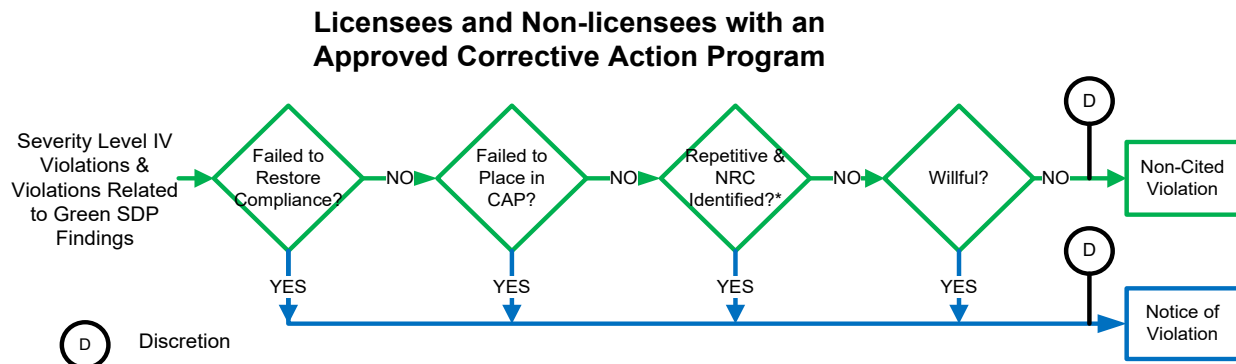 Licensees and Non-licensees with an
Approved Corrective Action Program
Severity Level IV
Violations &
Violations Related
to Green SDP
Findings
Failed to
Restore
Compliance?
NO
Failed to
Place in
CAP?
NO
Repetitive &
NRC
Identified?*
NO
Willful?
NO
D
Non-Cited
Violation
YES
YES
YES
YES
D
Notice of
Violation
D
Discretion